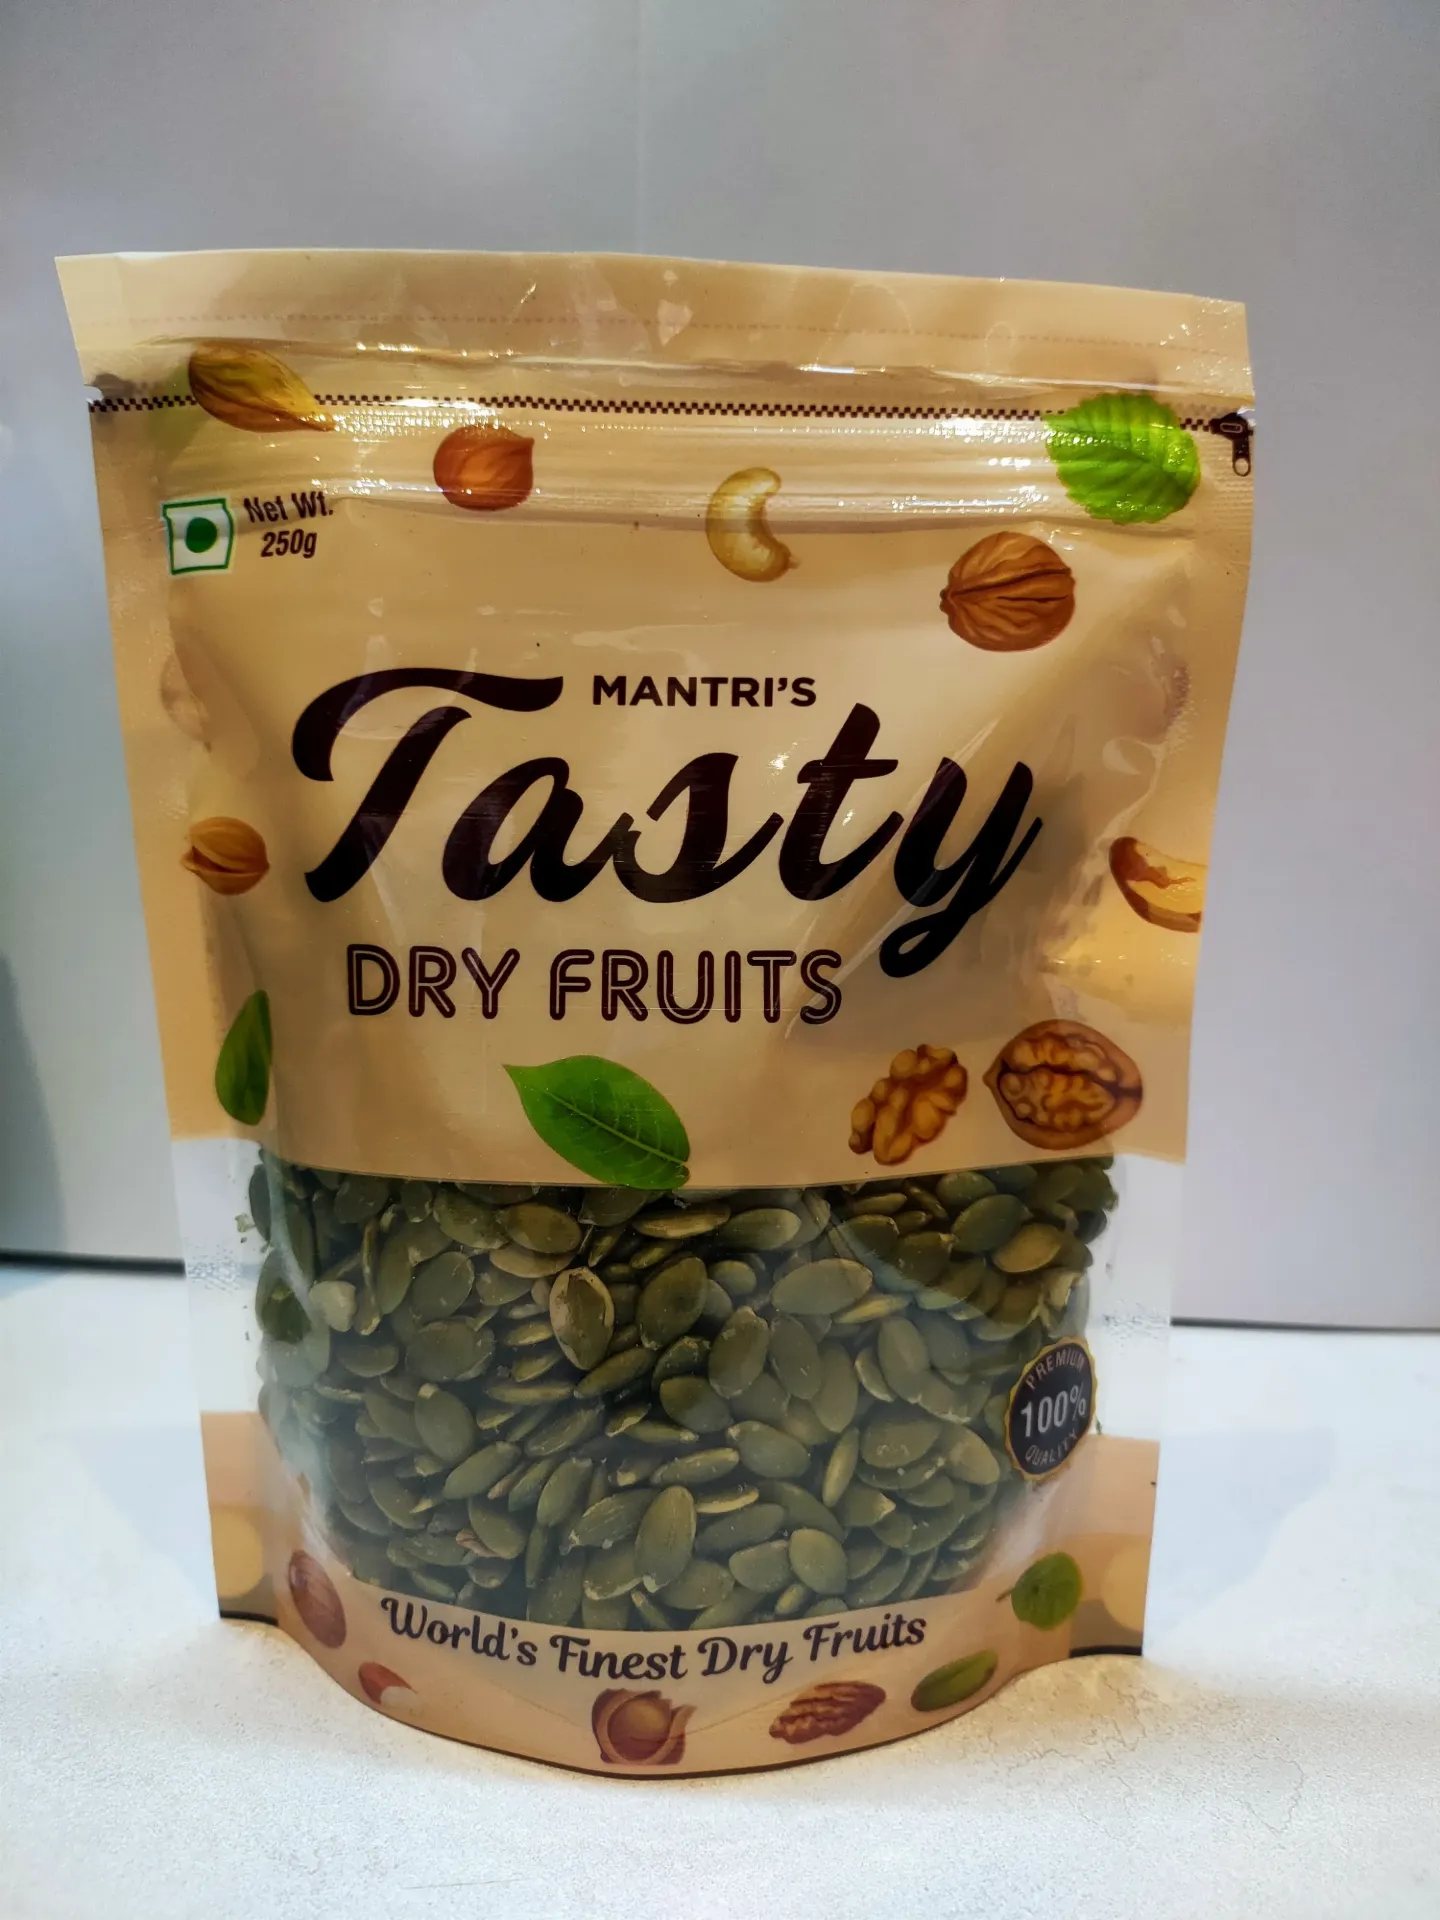 Net Wt.
250g
MANTRI'S
Tasty
DRY FRUITS
PREMIUM
100%
QUALITY
World's Finest Dry Fruits